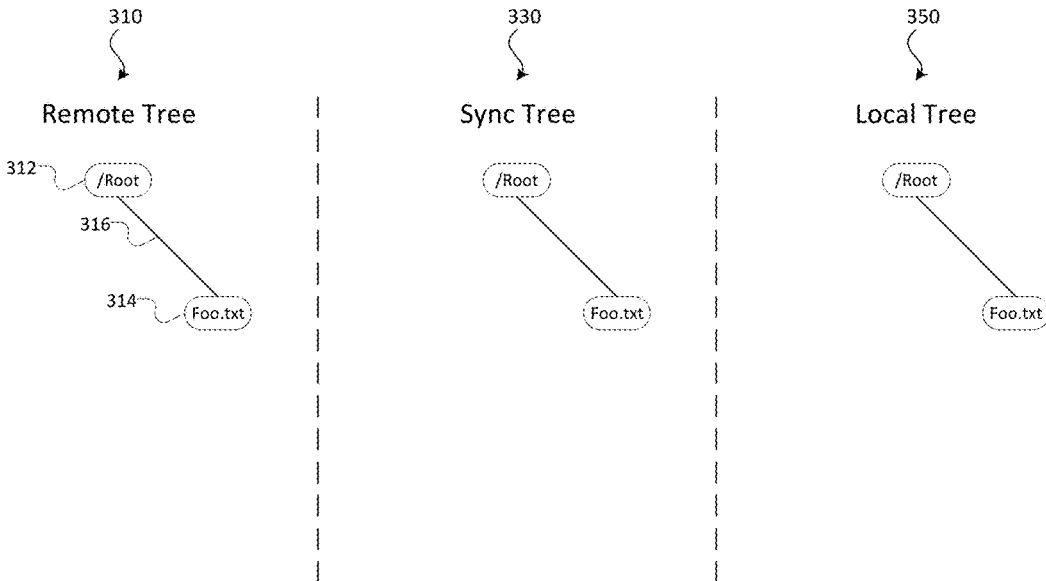 310 330 350
Remote Tree Sync Tree Local Tree
312 /Root /Root /Root
316
314 Foo.txt Foo.txt Foo.txt